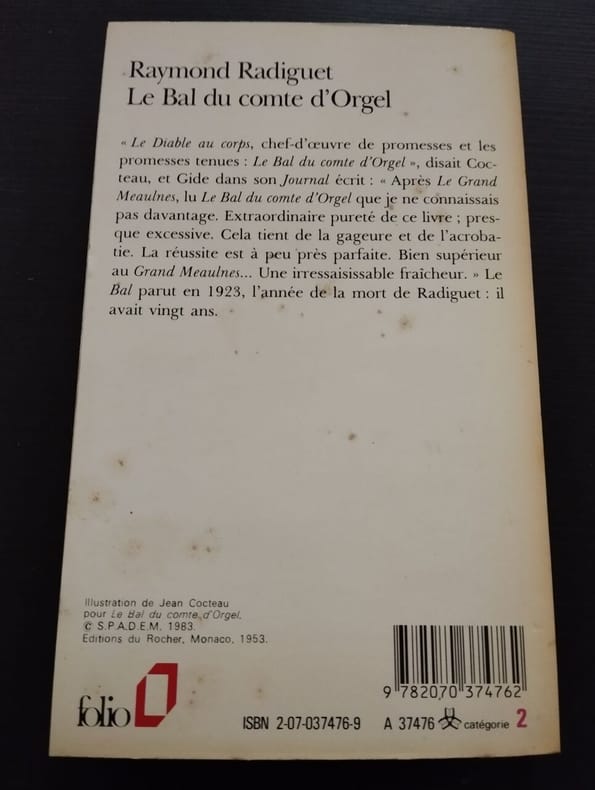 Raymond Radiguet
Le Bal du comte d'Orgel
« Le Diable au corps, chef-d'œuvre de promesses et les
promesses tenues : Le Bal du comte d'Orgel », disait Coc-
teau, et Gide dans son Journal écrit : « Après Le Grand
Meaulnes, lu Le Bal du comte d'Orgel que je ne connaissais
pas davantage. Extraordinaire pureté de ce livre ; pres-
que excessive. Cela tient de la gageure et de l'acroba-
tie. La réussite est à peu près parfaite. Bien supérieur
au Grand Meaulnes... Une irressaisissable fraîcheur. » Le
Bal parut en 1923, l'année de la mort de Radiguet : il
avait vingt ans.
Illustration de Jean Cocteau
pour Le Bal du comte d'Orgel.
© S.P.A.D.E.M. 1983.
Editions du Rocher, Monaco, 1953.
9 782070 374762
folio
ISBN 2-07-037476-9 A 37476 catégorie 2